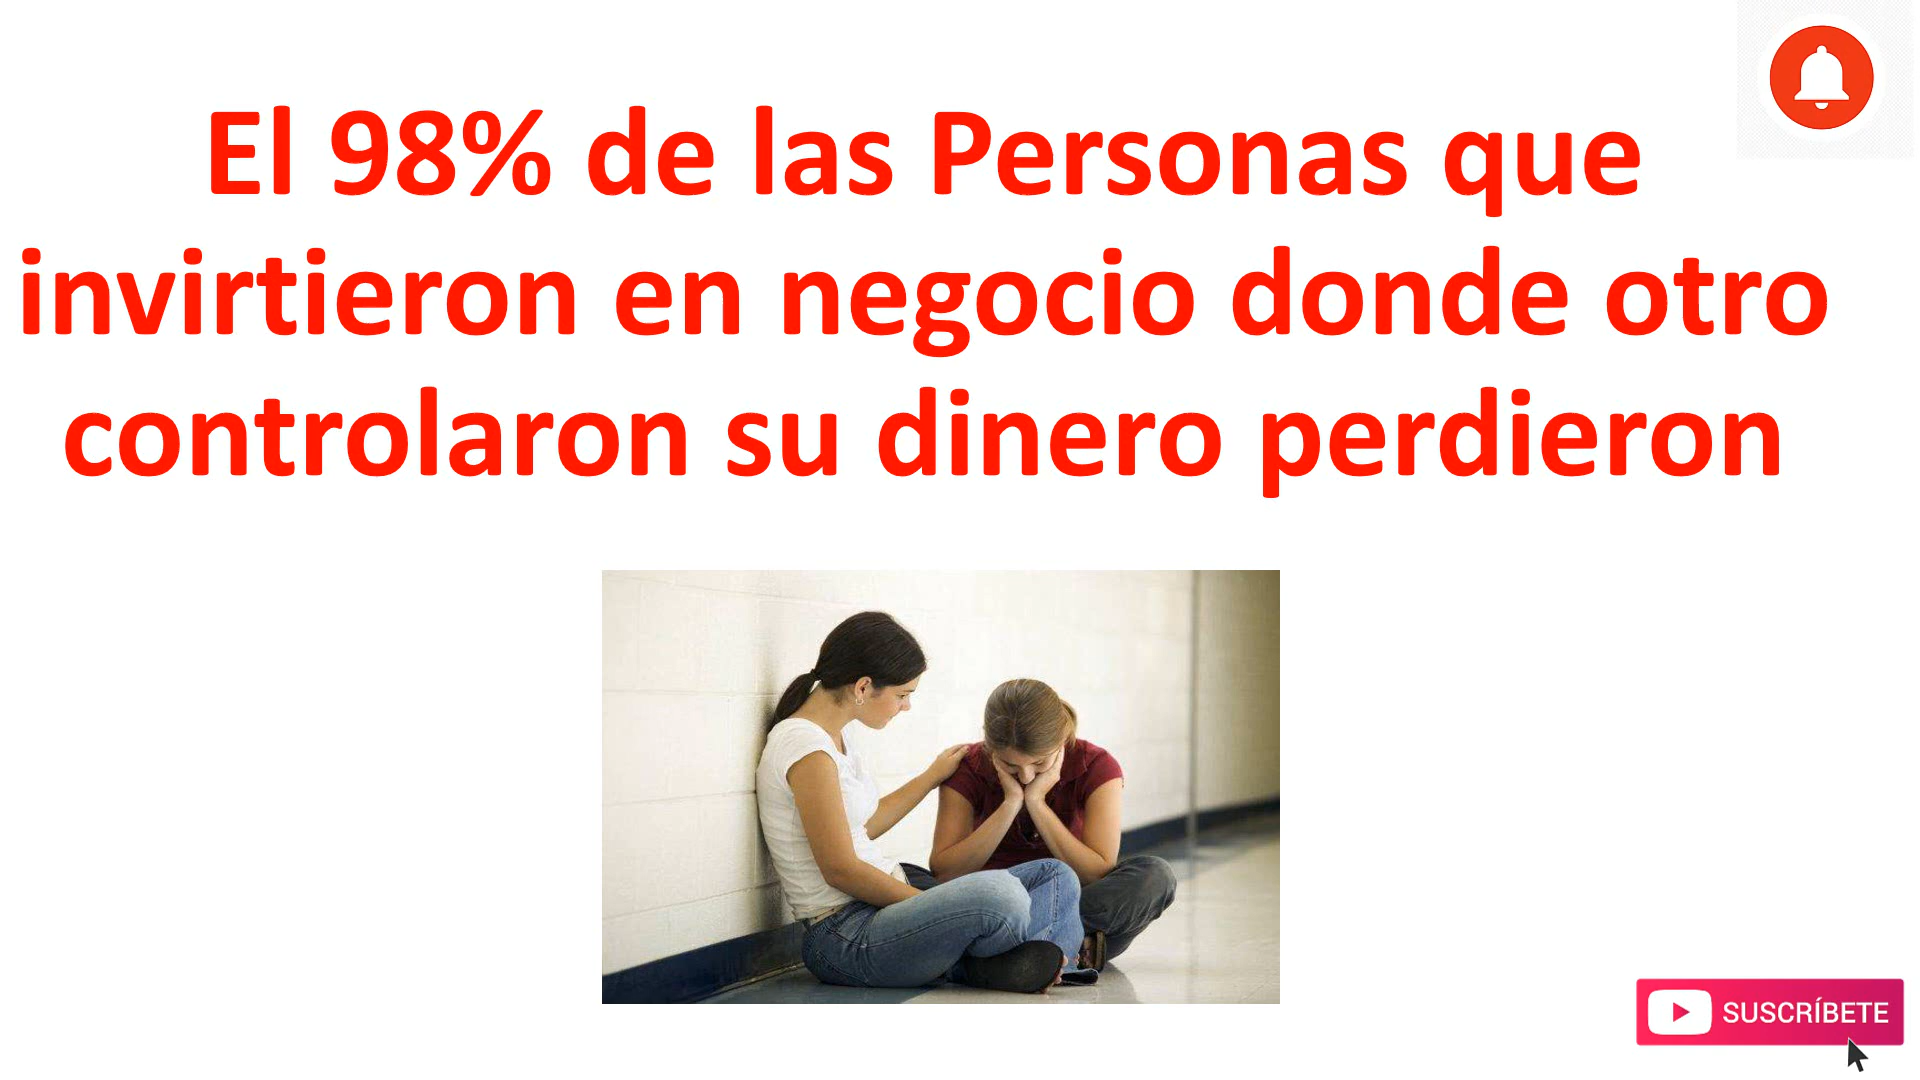 El 98% de las Personas que
invirtieron en negocio donde otro
controlaron su dinero perdieron
SUSCRÍBETE